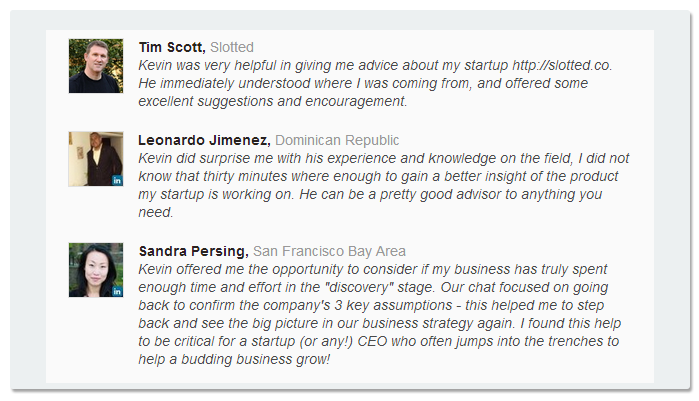 Tim Scott, Slotted
Kevin was very helpful in giving me advice about my startup http://slotted.co.
He immediately understood where I was coming from, and offered some
excellent suggestions and encouragement.
Leonardo Jimenez, Dominican Republic
Kevin did surprise me with his experience and knowledge on the field, I did not
know that thirty minutes where enough to gain a better insight of the product
my startup is working on. He can be a pretty good advisor to anything you
need.
in
Sandra Persing, San Francisco Bay Area
Kevin offered me the opportunity to consider if my business has truly spent
enough time and effort in the "discovery" stage. Our chat focused on going
back to confirm the company's 3 key assumptions - this helped me to step
back and see the big picture in our business strategy again. I found this help
to be critical for a startup (or any!) CEO who often jumps into the trenches to
help a budding business grow!
in